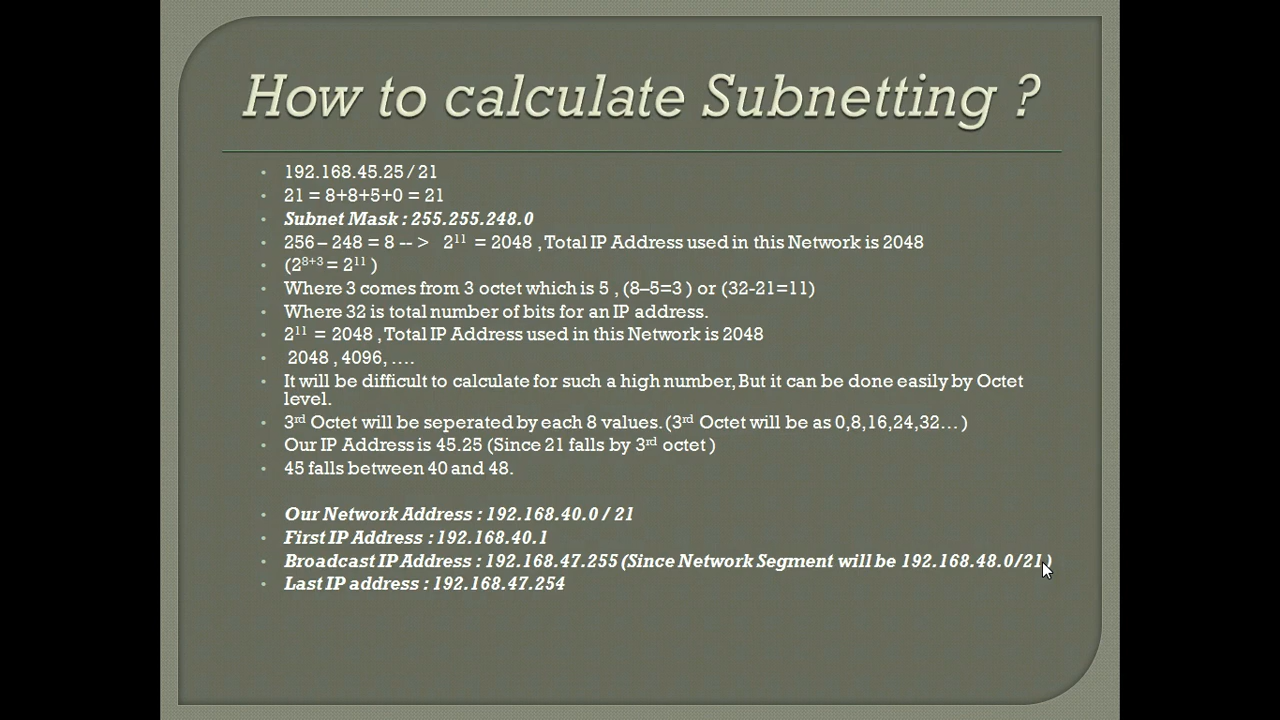 How to calculate Subnetting ?
• 192.168.45.25 / 21
• 21 = 8+8+5+0 = 21
• Subnet Mask : 255.255.248.0
• 256 – 248 = 8 -- > 2¹¹ = 2048 , Total IP Address used in this Network is 2048
• (2⁸⁺³ = 2¹¹ )
• Where 3 comes from 3 octet which is 5 , (8–5=3 ) or (32-21=11)
• Where 32 is total number of bits for an IP address.
• 2¹¹ = 2048 , Total IP Address used in this Network is 2048
• 2048 , 4096, ….
• It will be difficult to calculate for such a high number, But it can be done easily by Octet
level.
• 3ʳᵈ Octet will be seperated by each 8 values. (3ʳᵈ Octet will be as 0,8,16,24,32… )
• Our IP Address is 45.25 (Since 21 falls by 3ʳᵈ octet )
• 45 falls between 40 and 48.
• Our Network Address : 192.168.40.0 / 21
• First IP Address : 192.168.40.1
• Broadcast IP Address : 192.168.47.255 (Since Network Segment will be 192.168.48.0/21 )
• Last IP address : 192.168.47.254